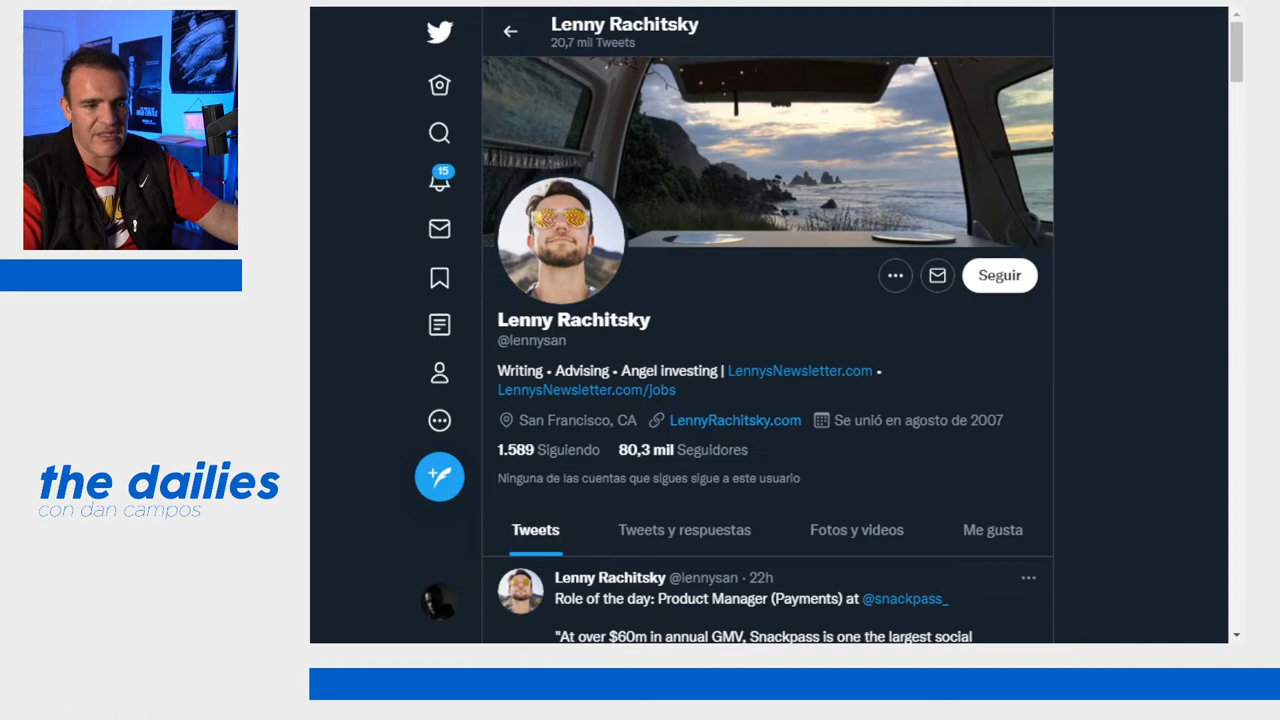 Lenny Rachitsky
20,7 mil Tweets
15
Seguir
Lenny Rachitsky
@lennysan
Writing • Advising • Angel investing | LennysNewsletter.com •
LennysNewsletter.com/jobs
San Francisco, CA LennyRachitsky.com Se unió en agosto de 2007
1.589 Siguiendo 80,3 mil Seguidores
Ninguna de las cuentas que sigues sigue a este usuario
Tweets Tweets y respuestas Fotos y videos Me gusta
Lenny Rachitsky @lennysan · 22h
Role of the day: Product Manager (Payments) at @snackpass_
"At over $60m in annual GMV, Snackpass is one the largest social
the dailies
con dan campos